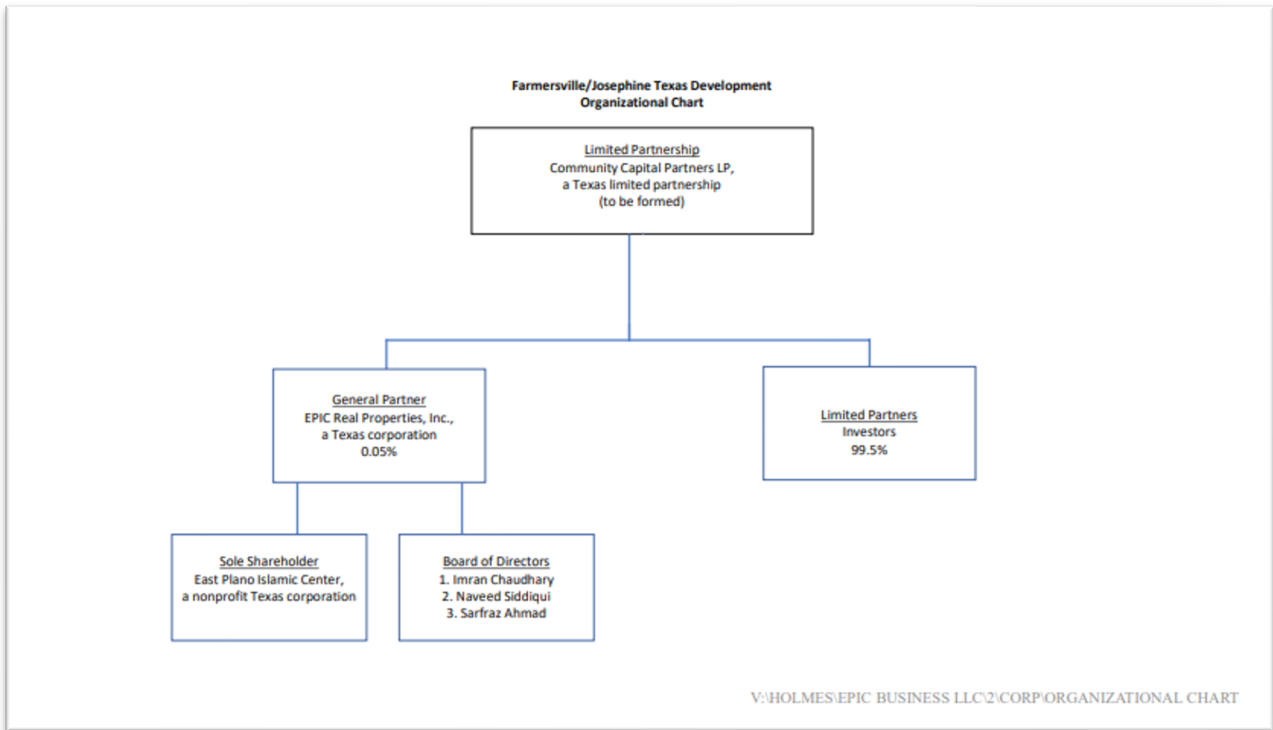 Farmersville/Josephine Texas Development
Organizational Chart
Limited Partnership
Community Capital Partners LP,
a Texas limited partnership
(to be formed)
General Partner
EPIC Real Properties, Inc.,
a Texas corporation
0.05%
Limited Partners
Investors
99.5%
Sole Shareholder
East Plano Islamic Center,
a nonprofit Texas corporation
Board of Directors
1. Imran Chaudhary
2. Naveed Siddiqui
3. Sarfraz Ahmad
V:\HOLMES\EPIC BUSINESS LLC\2\CORP\ORGANIZATIONAL CHART